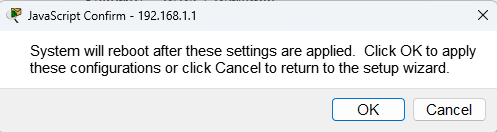 JavaScript Confirm - 192.168.1.1
System will reboot after these settings are applied.  Click OK to apply
these configurations or click Cancel to return to the setup wizard.
OK
Cancel